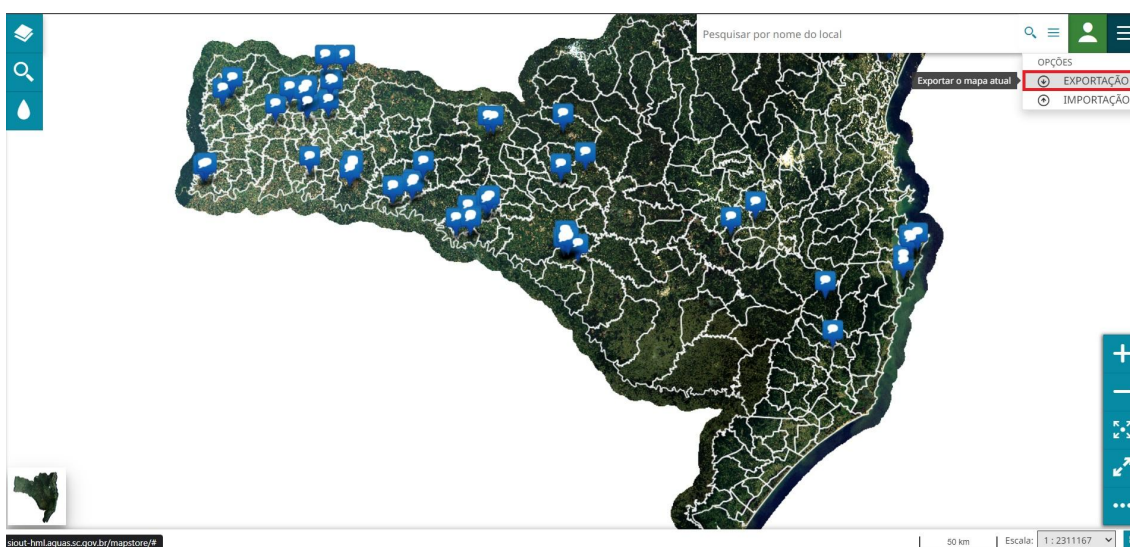 Pesquisar por nome do local
OPÇÕES
Exportar o mapa atual
EXPORTAÇÃO
IMPORTAÇÃO
siout-hml.aguas.sc.gov.br/mapstore/#
50 km
Escala:
1 : 2311167